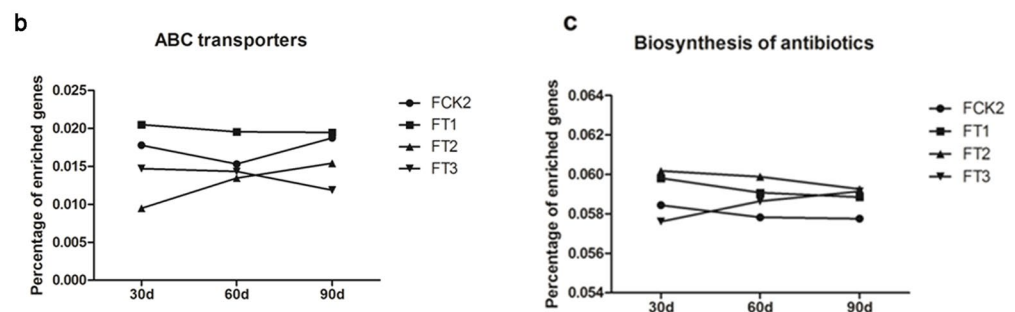 b
ABC transporters
Percentage of enriched genes
0.025
0.020
0.015
0.010
0.005
0.000
30d 60d 90d
FCK2
FT1
FT2
FT3
c
Biosynthesis of antibiotics
Percentage of enriched genes
0.064
0.062
0.060
0.058
0.056
0.054
30d 60d 90d
FCK2
FT1
FT2
FT3